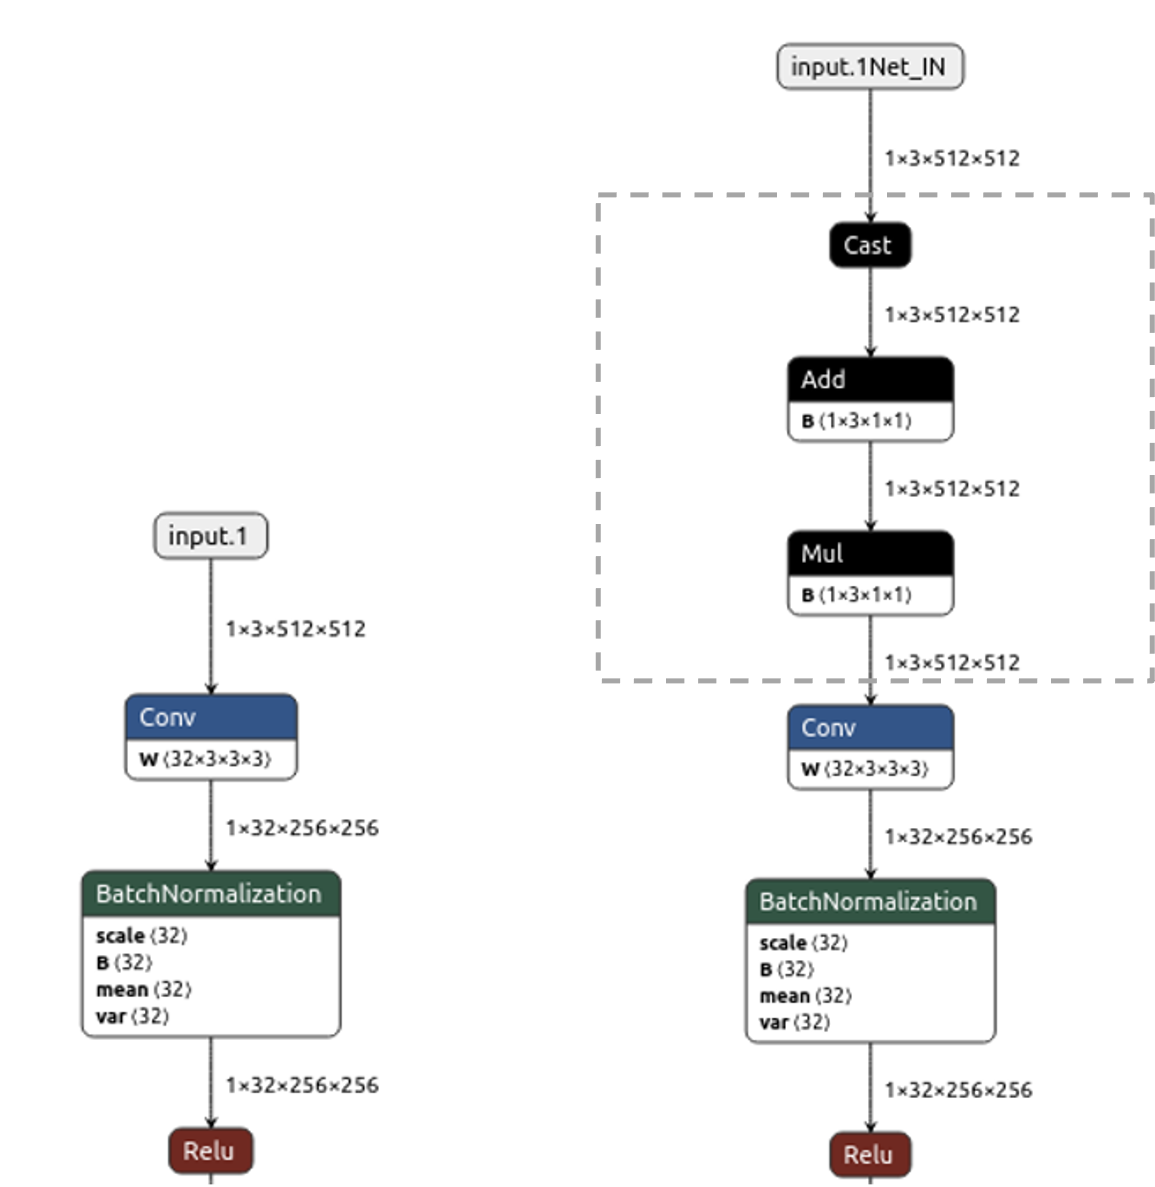 input.1
1×3×512×512
Conv
W ⟨32×3×3×3⟩
1×32×256×256
BatchNormalization
scale ⟨32⟩
B ⟨32⟩
mean ⟨32⟩
var ⟨32⟩
1×32×256×256
Relu
input.1Net_IN
1×3×512×512
Cast
1×3×512×512
Add
B ⟨1×3×1×1⟩
1×3×512×512
Mul
B ⟨1×3×1×1⟩
1×3×512×512
Conv
W ⟨32×3×3×3⟩
1×32×256×256
BatchNormalization
scale ⟨32⟩
B ⟨32⟩
mean ⟨32⟩
var ⟨32⟩
1×32×256×256
Relu